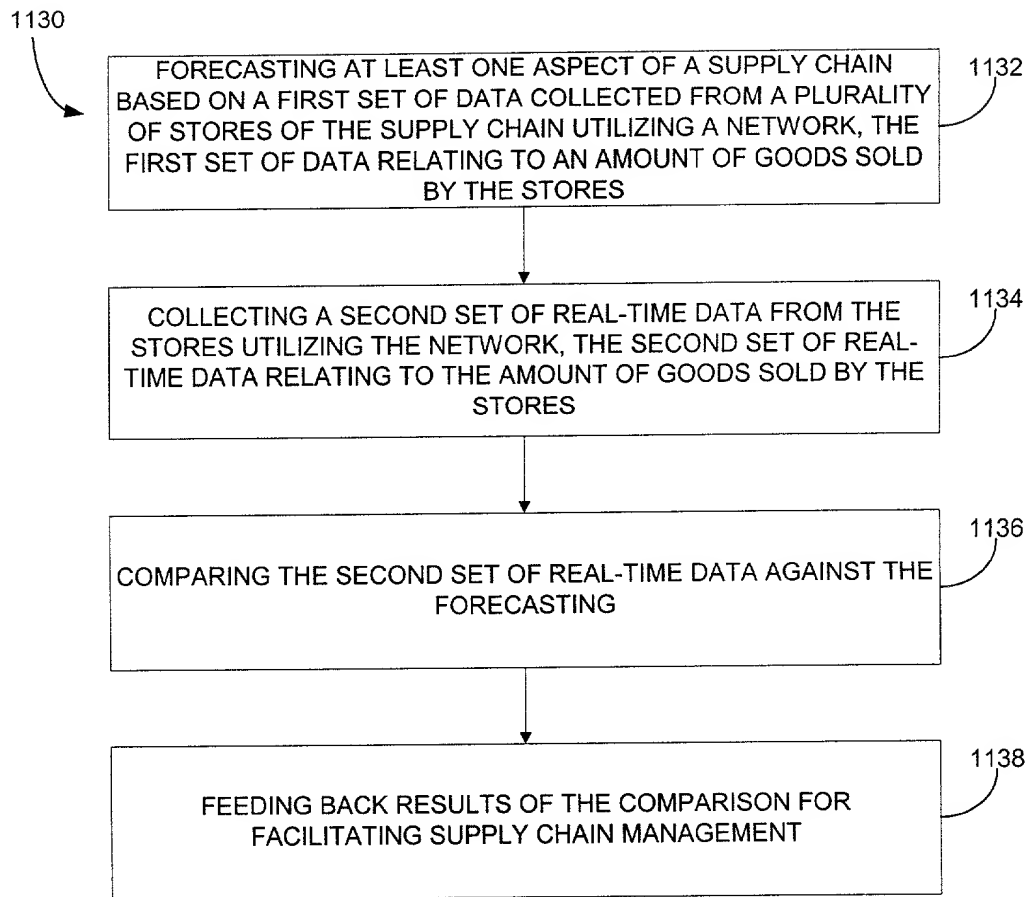 1130
FORECASTING AT LEAST ONE ASPECT OF A SUPPLY CHAIN
BASED ON A FIRST SET OF DATA COLLECTED FROM A PLURALITY
OF STORES OF THE SUPPLY CHAIN UTILIZING A NETWORK, THE
FIRST SET OF DATA RELATING TO AN AMOUNT OF GOODS SOLD
BY THE STORES
1132
COLLECTING A SECOND SET OF REAL-TIME DATA FROM THE
STORES UTILIZING THE NETWORK, THE SECOND SET OF REAL-
TIME DATA RELATING TO THE AMOUNT OF GOODS SOLD BY THE
STORES
1134
COMPARING THE SECOND SET OF REAL-TIME DATA AGAINST THE
FORECASTING
1136
FEEDING BACK RESULTS OF THE COMPARISON FOR
FACILITATING SUPPLY CHAIN MANAGEMENT
1138